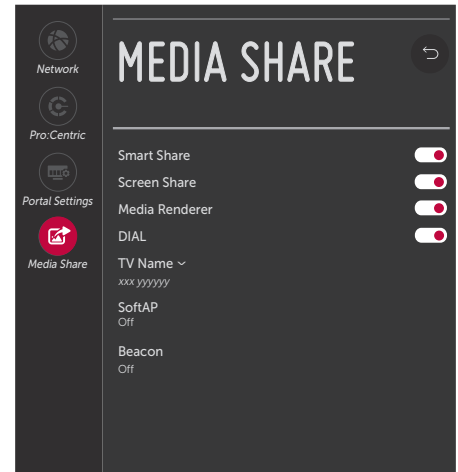 Network
Pro:Centric
Portal Settings
Media Share
MEDIA SHARE
Smart Share
Screen Share
Media Renderer
DIAL
TV Name
xxx yyyyyy
SoftAP
Off
Beacon
Off